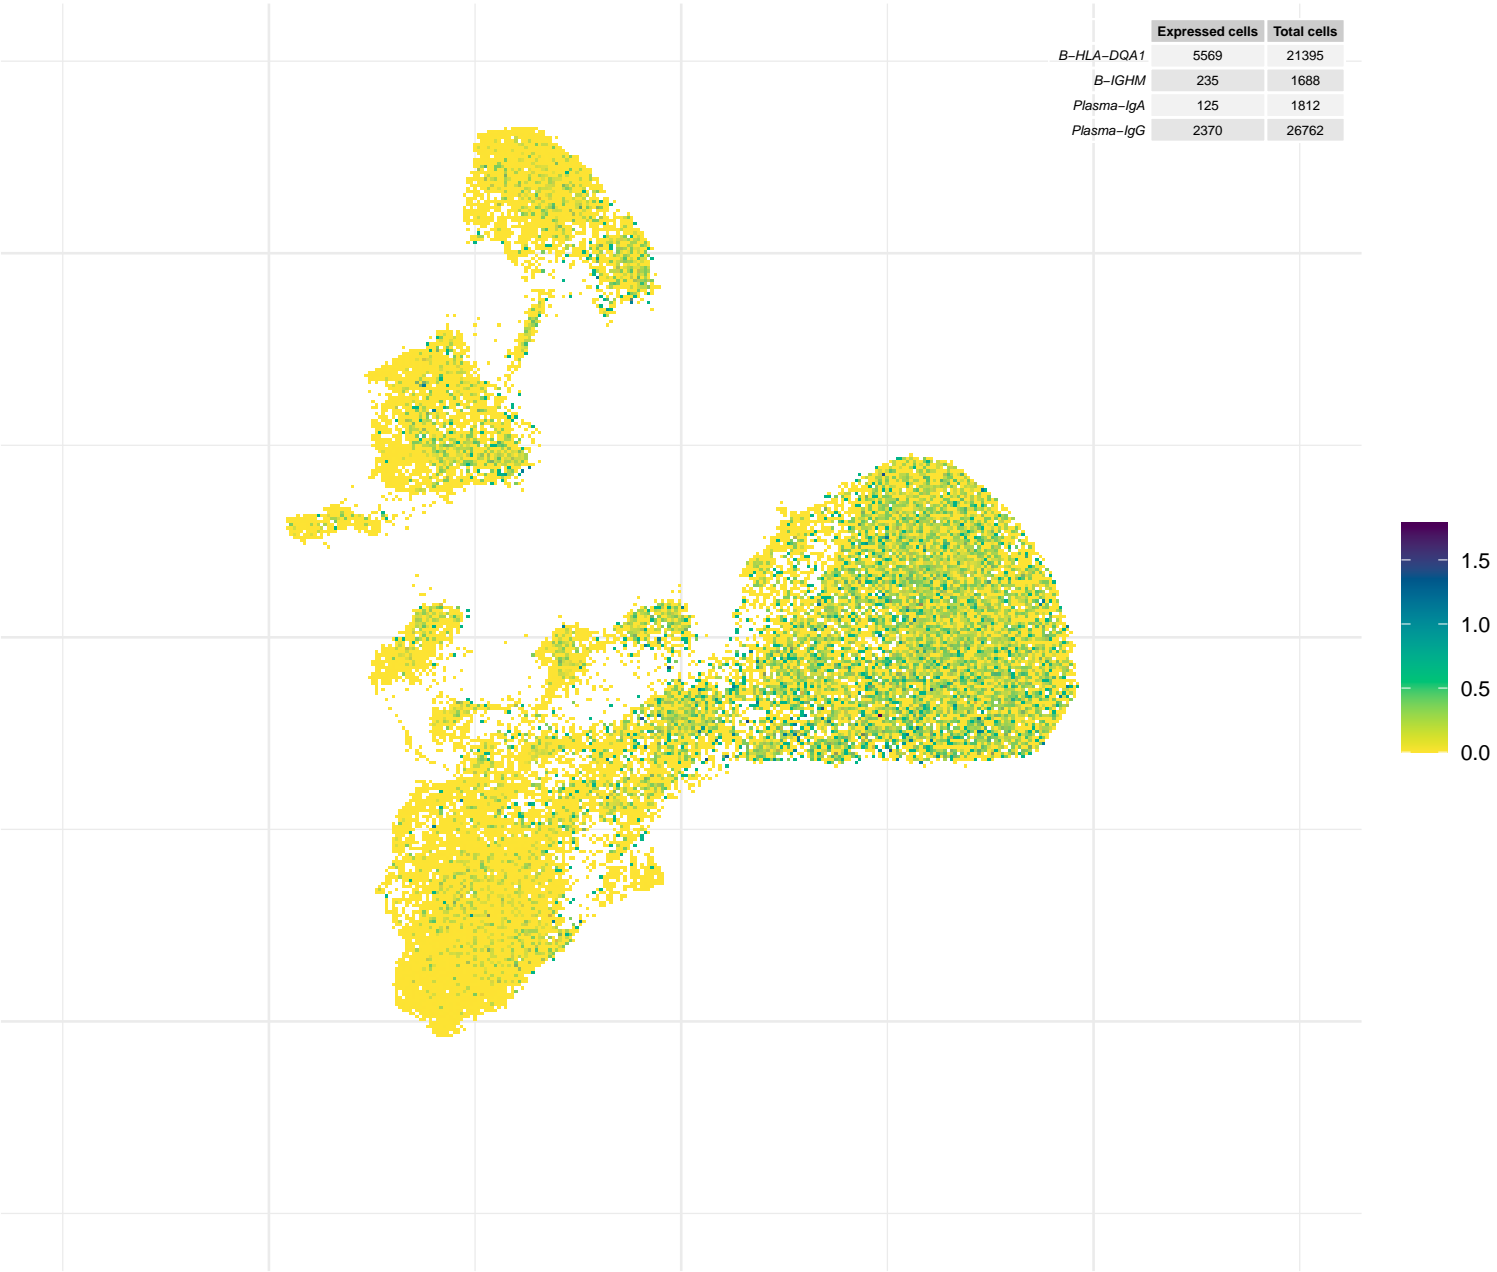 Expressed cells Total cells
B−HLA−DQA1 5569 21395
B−IGHM 235 1688
Plasma−IgA 125 1812
Plasma−IgG 2370 26762
1.5
1.0
0.5
0.0